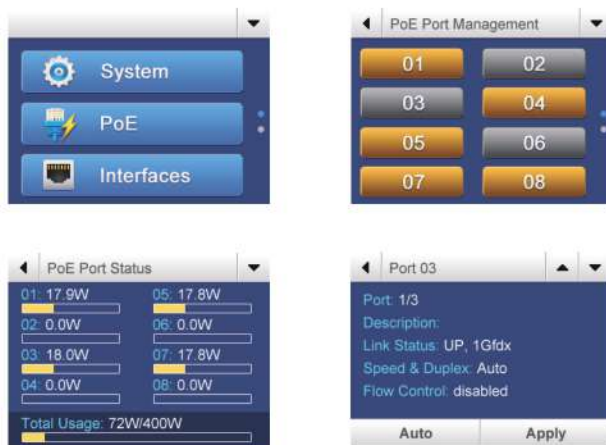 System
PoE
Interfaces
PoE Port Management
01 02
03 04
05 06
07 08
PoE Port Status
01: 17.9W 05: 17.8W
02: 0.0W 06: 0.0W
03: 18.0W 07: 17.8W
04: 0.0W 08: 0.0W
Total Usage: 72W/400W
Port 03
Port: 1/3
Description:
Link Status: UP, 1Gfdx
Speed & Duplex: Auto
Flow Control: disabled
Auto Apply